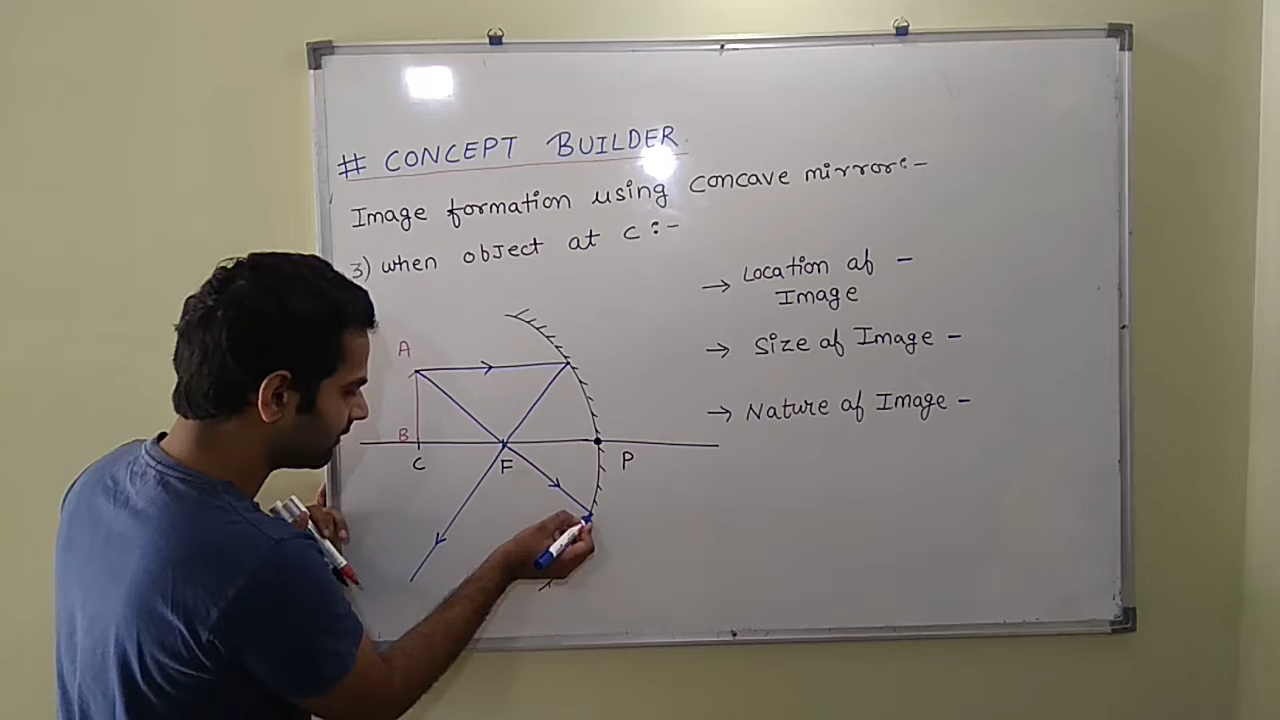 # CONCEPT BUILDER
Image formation using concave mirror:-
3) when object at C:-
→ Location of -
Image
→ Size of Image -
→ Nature of Image -
A
B
C
F
P